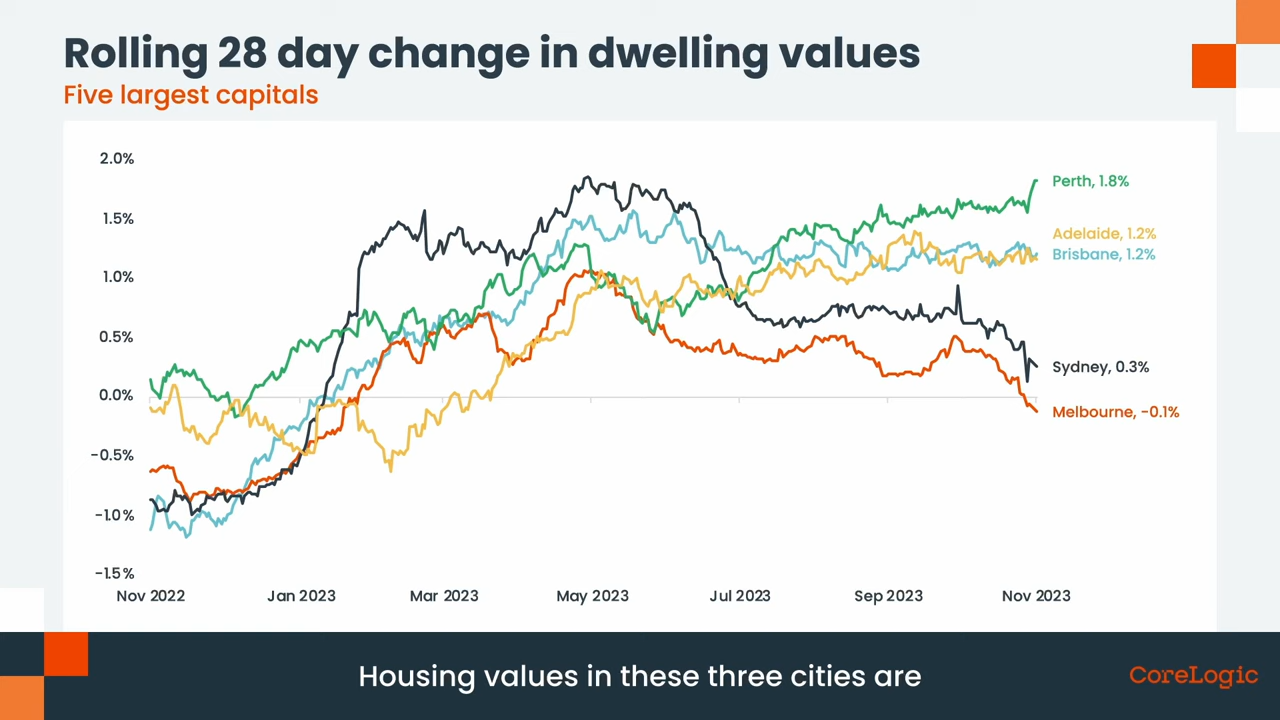 Rolling 28 day change in dwelling values
Five largest capitals
2.0%
1.5%
1.0%
0.5%
0.0%
-0.5%
-1.0%
-1.5%
Perth, 1.8%
Adelaide, 1.2%
Brisbane, 1.2%
Sydney, 0.3%
Melbourne, -0.1%
Nov 2022 Jan 2023 Mar 2023 May 2023 Jul 2023 Sep 2023 Nov 2023
Housing values in these three cities are
CoreLogic